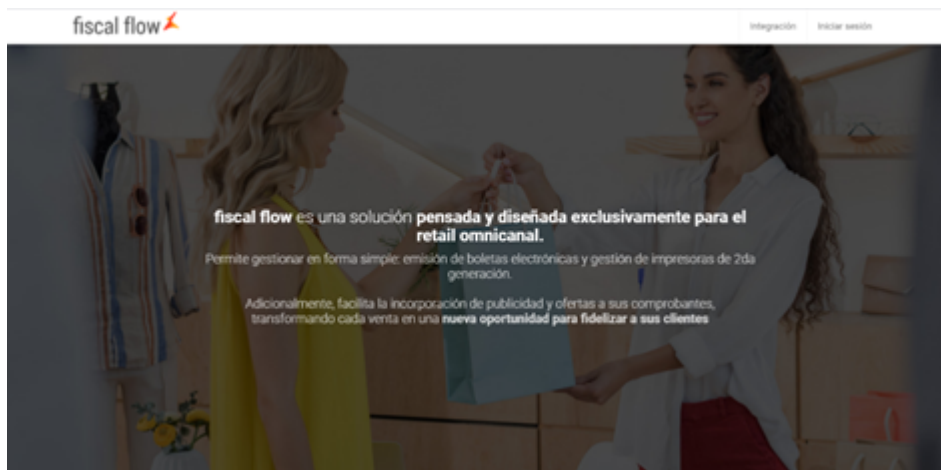 fiscal flow
Integración
Iniciar sesión
fiscal flow es una solución pensada y diseñada exclusivamente para el
retail omnicanal.
Permite gestionar en forma simple: emisión de boletas electrónicas y gestión de impresoras de 2da
generación.
Adicionalmente, facilita la incorporación de publicidad y ofertas a sus comprobantes,
transformando cada venta en una nueva oportunidad para fidelizar a sus clientes